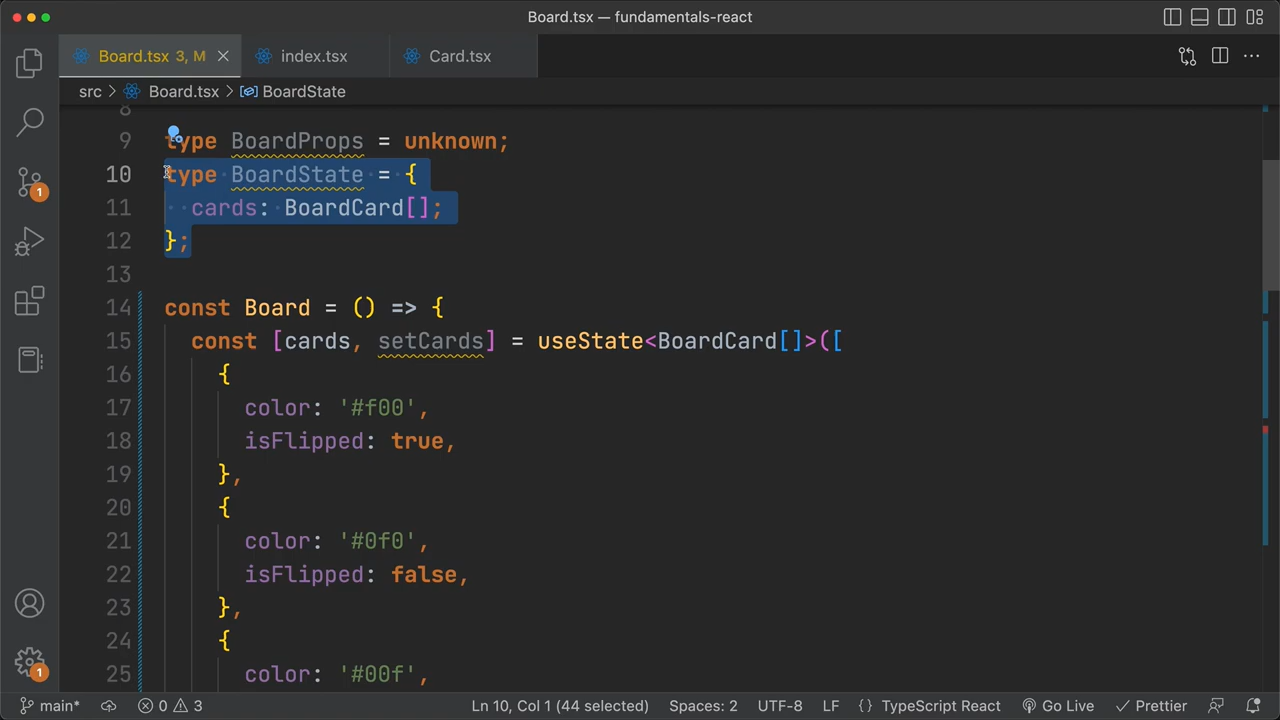 Board.tsx — fundamentals-react
Board.tsx 3, M
index.tsx
Card.tsx
src > Board.tsx > BoardState
8
9 type BoardProps = unknown;
10 type BoardState = {
11 cards: BoardCard[];
12 };
13
14 const Board = () => {
15 const [cards, setCards] = useState<BoardCard[]>([
16 {
17 color: '#f00',
18 isFlipped: true,
19 },
20 {
21 color: '#0f0',
22 isFlipped: false,
23 },
24 {
25 color: '#00f',
1
1
main* 0 3 Ln 10, Col 1 (44 selected) Spaces: 2 UTF-8 LF {} TypeScript React Go Live Prettier